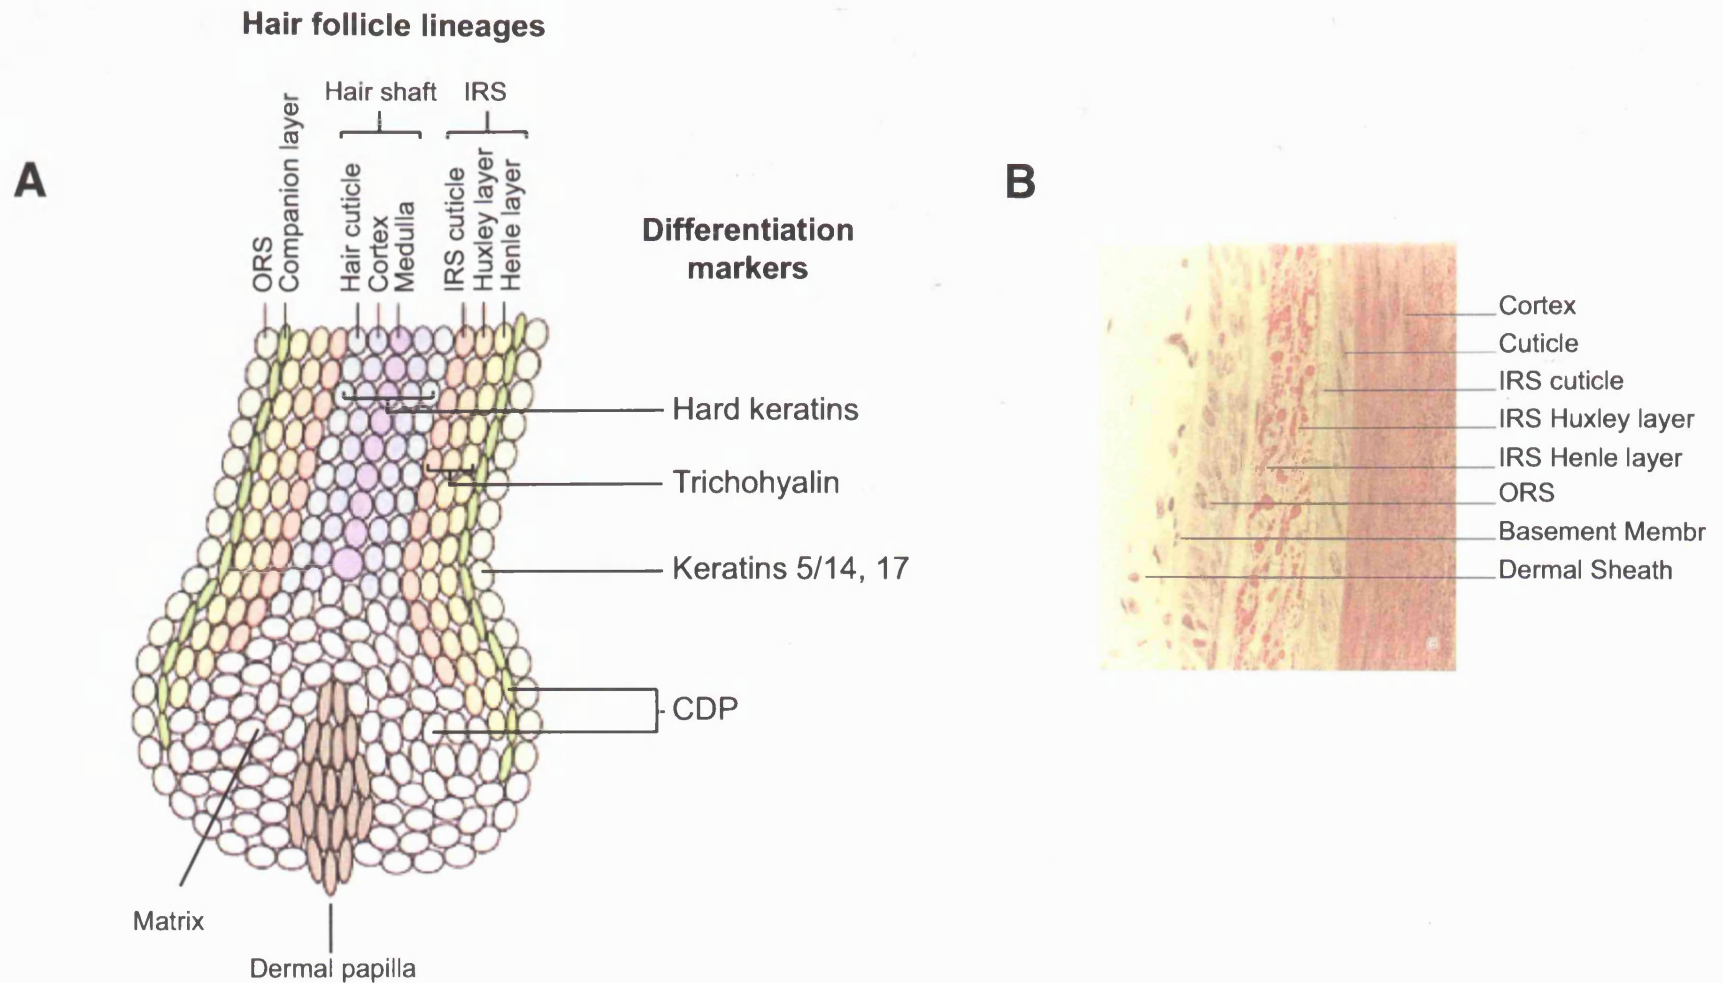 Hair follicle lineages
A
Hair shaft
IRS
ORS
Companion layer
Hair cuticle
Cortex
Medulla
IRS cuticle
Huxley layer
Henle layer
Differentiation
markers
Hard keratins
Trichohyalin
Keratins 5/14, 17
CDP
Matrix
Dermal papilla
B
Cortex
Cuticle
IRS cuticle
IRS Huxley layer
IRS Henle layer
ORS
Basement Membr
Dermal Sheath